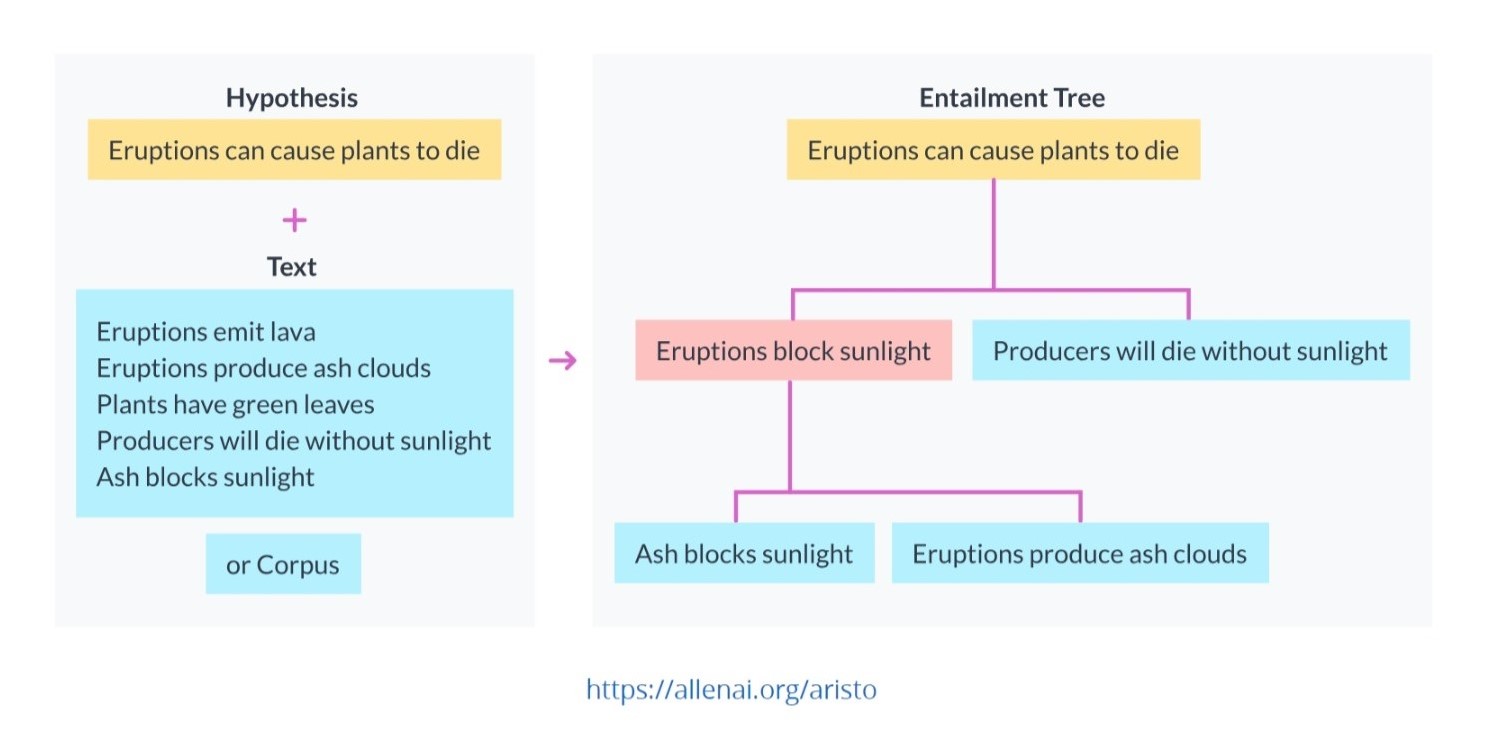 Hypothesis
Eruptions can cause plants to die
+
Text
Eruptions emit lava
Eruptions produce ash clouds
Plants have green leaves
Producers will die without sunlight
Ash blocks sunlight
or Corpus
Entailment Tree
Eruptions can cause plants to die
Eruptions block sunlight
Producers will die without sunlight
Ash blocks sunlight
Eruptions produce ash clouds
https://allenai.org/aristo